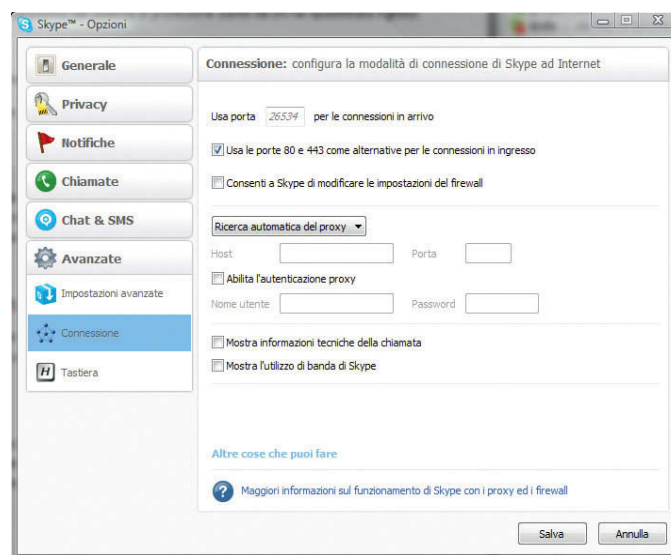 Skype™ - Opzioni
Generale
Privacy
Notifiche
Chiamate
Chat & SMS
Avanzate
Impostazioni avanzate
Connessione
Tastiera
Connessione: configura la modalità di connessione di Skype ad Internet
Usa porta 26534 per le connessioni in arrivo
Usa le porte 80 e 443 come alternative per le connessioni in ingresso
Consenti a Skype di modificare le impostazioni del firewall
Ricerca automatica del proxy
Host Porta
Abilita l'autenticazione proxy
Nome utente Password
Mostra informazioni tecniche della chiamata
Mostra l'utilizzo di banda di Skype
Altre cose che puoi fare
Maggiori informazioni sul funzionamento di Skype con i proxy ed i firewall
Salva Annulla